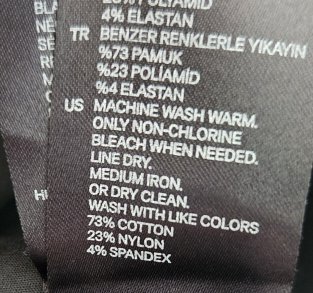 POLYAMID
4% ELASTAN
TR BENZER RENKLERLE YIKAYIN
%73 PAMUK
%23 POLİAMİD
%4 ELASTAN
US MACHINE WASH WARM.
ONLY NON-CHLORINE
BLEACH WHEN NEEDED.
LINE DRY.
MEDIUM IRON.
OR DRY CLEAN.
WASH WITH LIKE COLORS
73% COTTON
23% NYLON
4% SPANDEX